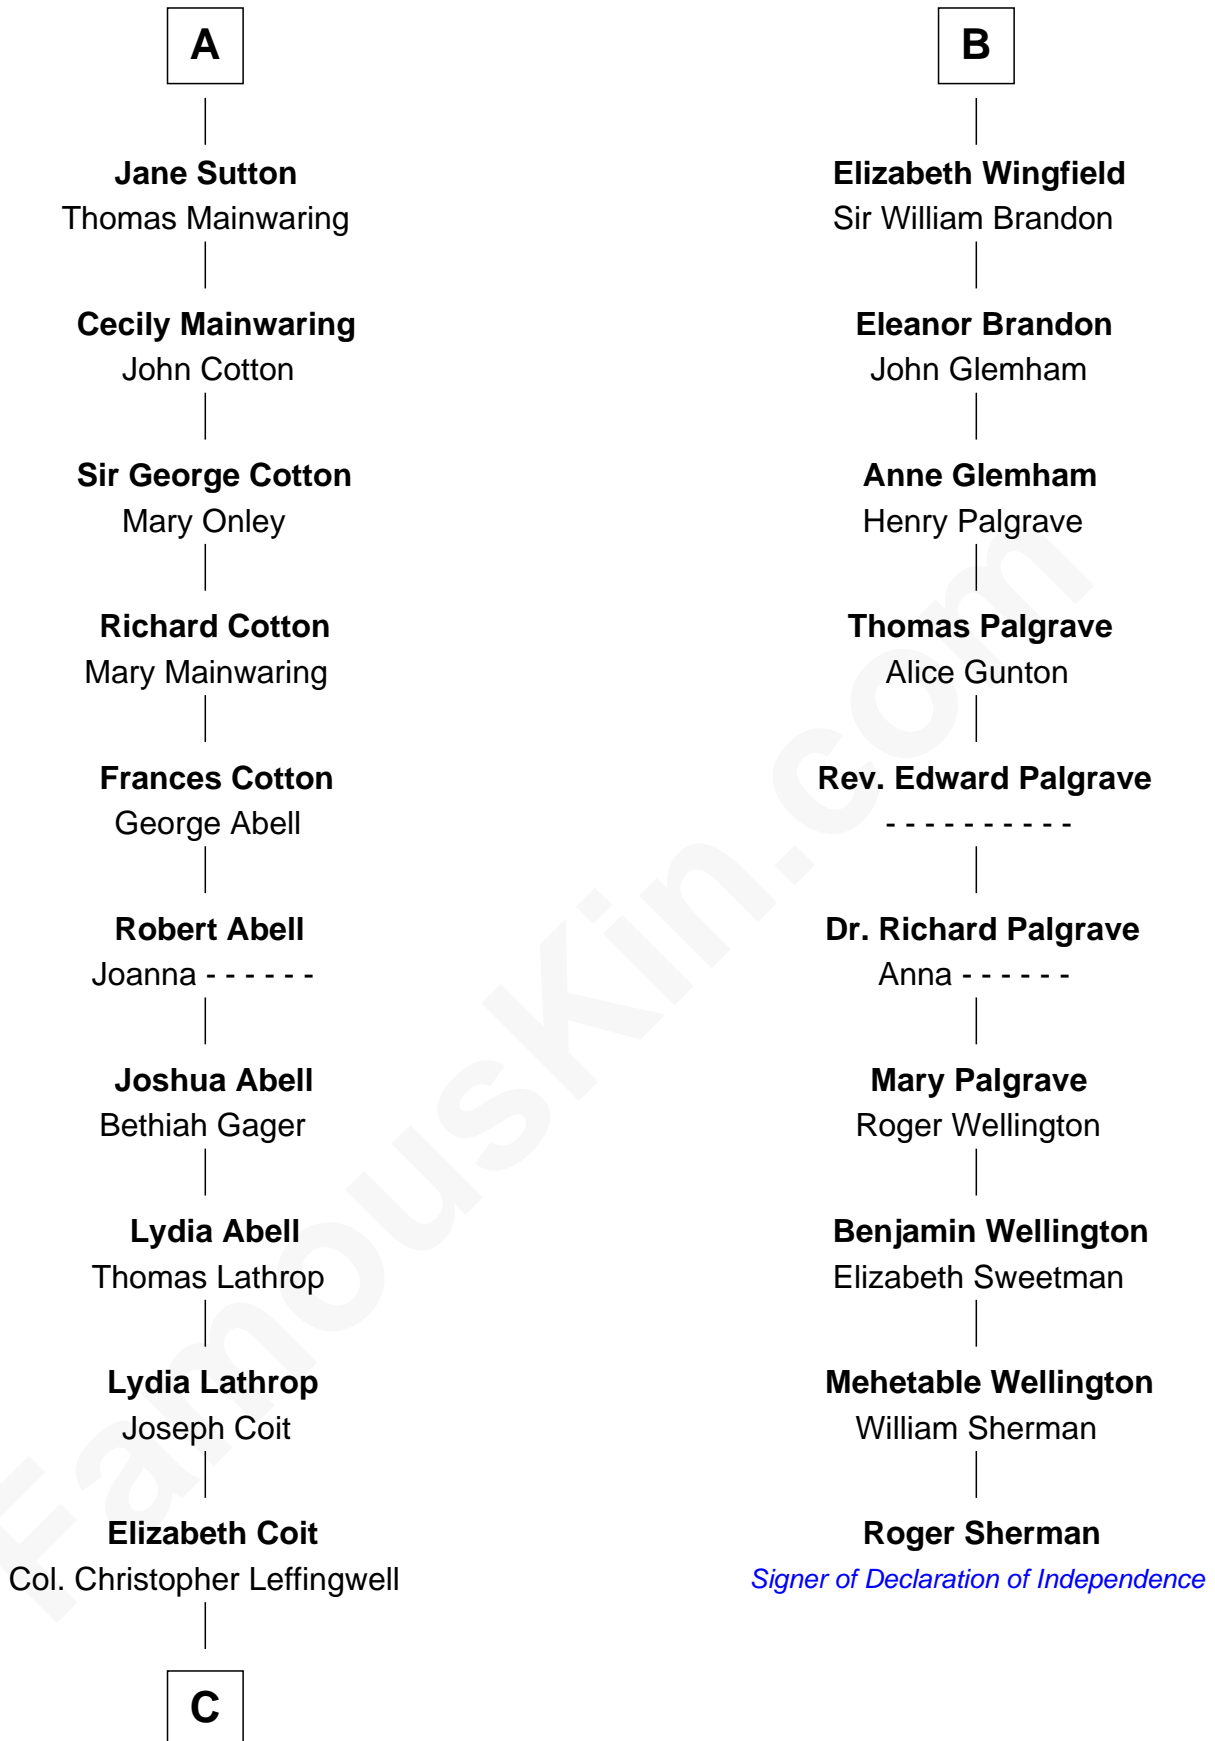 A
Jane Sutton
Thomas Mainwaring
Cecily Mainwaring
John Cotton
Sir George Cotton
Mary Onley
Richard Cotton
Mary Mainwaring
Frances Cotton
George Abell
Robert Abell
Joanna - - - - - -
Joshua Abell
Bethiah Gager
Lydia Abell
Thomas Lathrop
Lydia Lathrop
Joseph Coit
Elizabeth Coit
Col. Christopher Leffingwell
C
B
Elizabeth Wingfield
Sir William Brandon
Eleanor Brandon
John Glemham
Anne Glemham
Henry Palgrave
Thomas Palgrave
Alice Gunton
Rev. Edward Palgrave
- - - - - - - - - -
Dr. Richard Palgrave
Anna - - - - - -
Mary Palgrave
Roger Wellington
Benjamin Wellington
Elizabeth Sweetman
Mehetable Wellington
William Sherman
Roger Sherman
Signer of Declaration of Independence
FamousKin.com